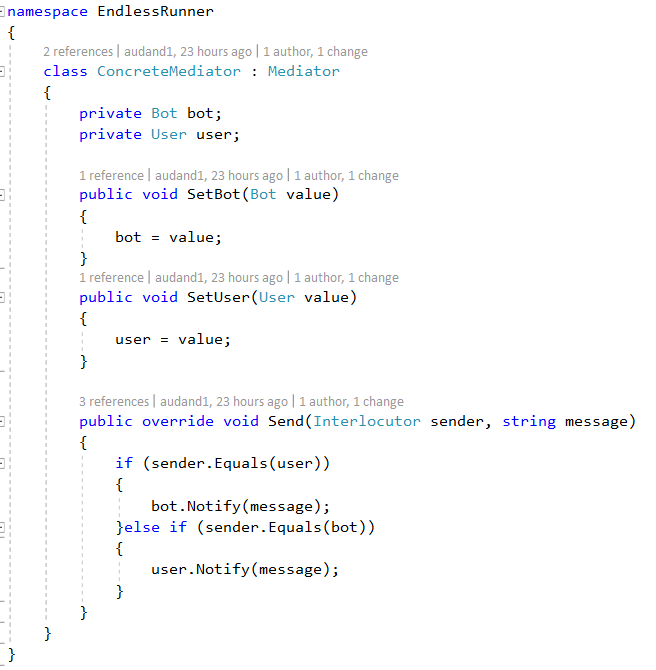 namespace EndlessRunner
{
2 references | audand1, 23 hours ago | 1 author, 1 change
class ConcreteMediator : Mediator
{
private Bot bot;
private User user;
1 reference | audand1, 23 hours ago | 1 author, 1 change
public void SetBot(Bot value)
{
bot = value;
}
1 reference | audand1, 23 hours ago | 1 author, 1 change
public void SetUser(User value)
{
user = value;
}
3 references | audand1, 23 hours ago | 1 author, 1 change
public override void Send(Interlocutor sender, string message)
{
if (sender.Equals(user))
{
bot.Notify(message);
}else if (sender.Equals(bot))
{
user.Notify(message);
}
}
}
}